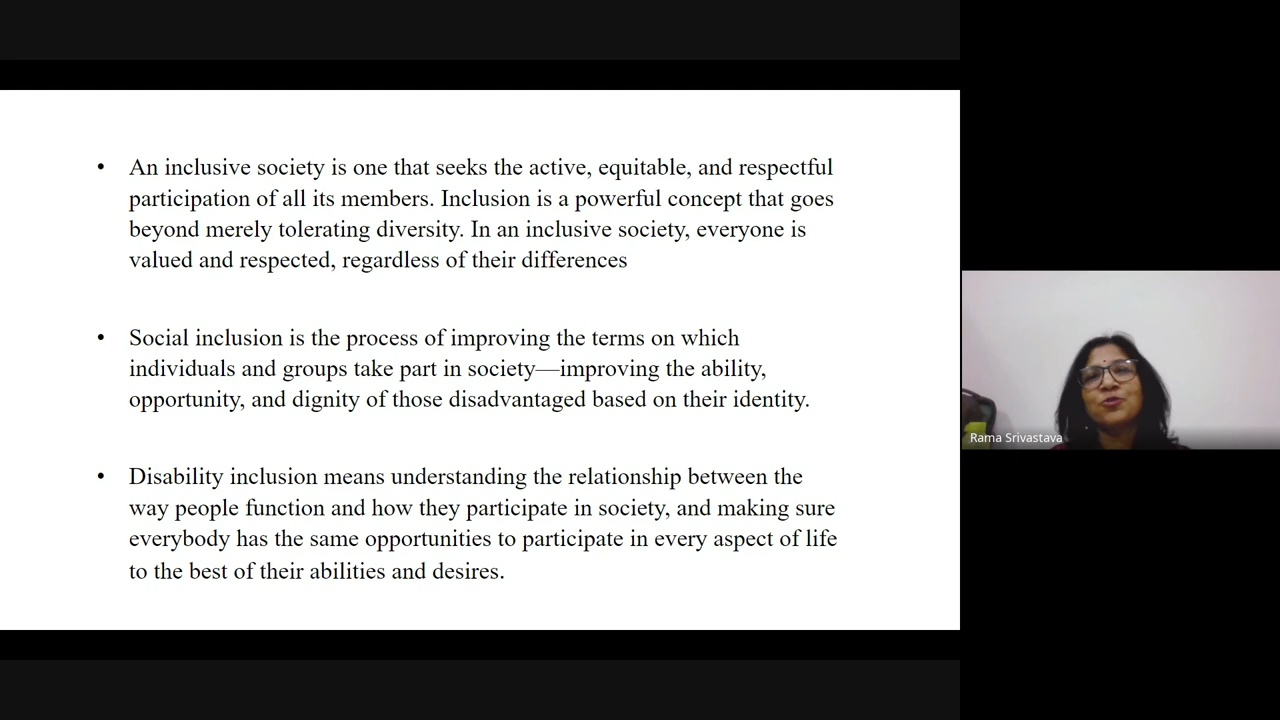 • An inclusive society is one that seeks the active, equitable, and respectful
participation of all its members. Inclusion is a powerful concept that goes
beyond merely tolerating diversity. In an inclusive society, everyone is
valued and respected, regardless of their differences
• Social inclusion is the process of improving the terms on which
individuals and groups take part in society—improving the ability,
opportunity, and dignity of those disadvantaged based on their identity.
• Disability inclusion means understanding the relationship between the
way people function and how they participate in society, and making sure
everybody has the same opportunities to participate in every aspect of life
to the best of their abilities and desires.
Rama Srivastava